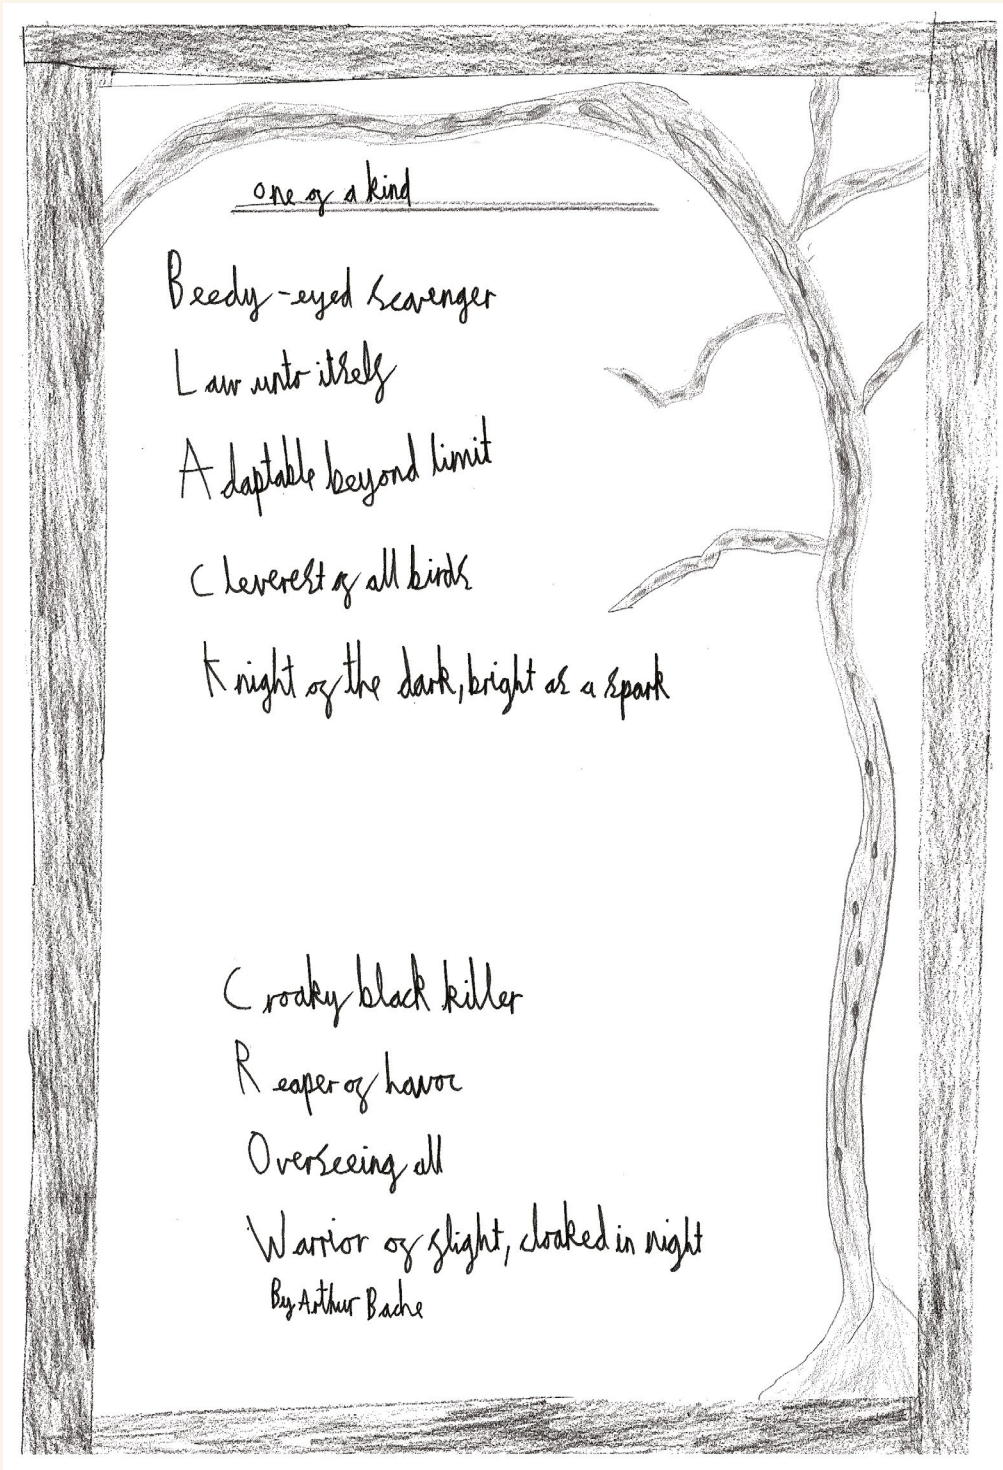 one of a kind
Beedy-eyed scavenger
Law unto itself
Adaptable beyond limit
Cleverest of all birds
Knight of the dark, bright as a spark
Croaky black killer
Reaper of havoc
Overseeing all
Warrior of flight, cloaked in night
By Arthur Bache